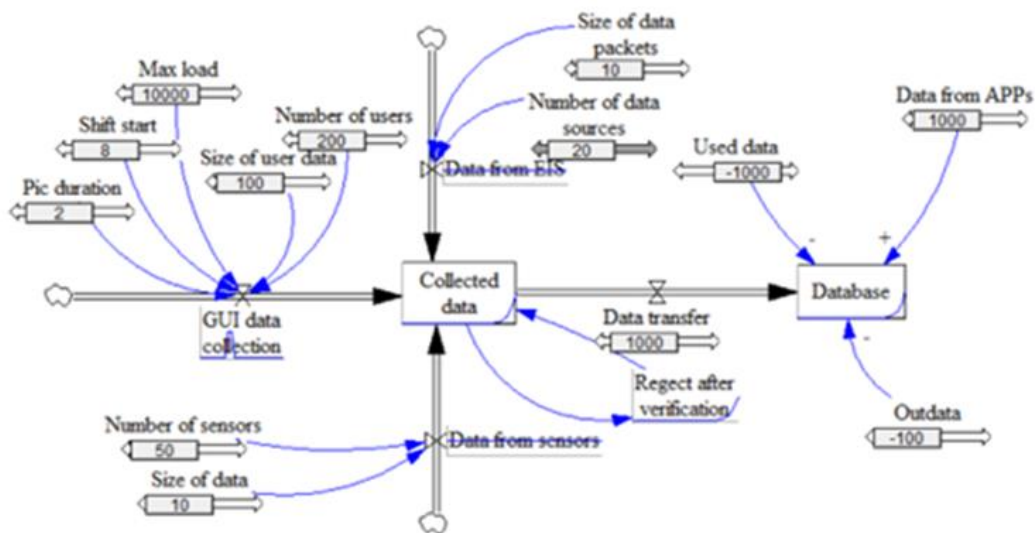 Size of data
packets
10
Max load
10000
Number of data
sources
20
Data from APPs
1000
Shift start
8
Number of users
200
Used data
-1000
Size of user data
100
Data from EIS
Pic duration
2
-
+
Collected
data
Database
GUI data
collection
Data transfer
1000
-
Regect after
verification
Outdata
-100
Number of sensors
50
Data from sensors
Size of data
10